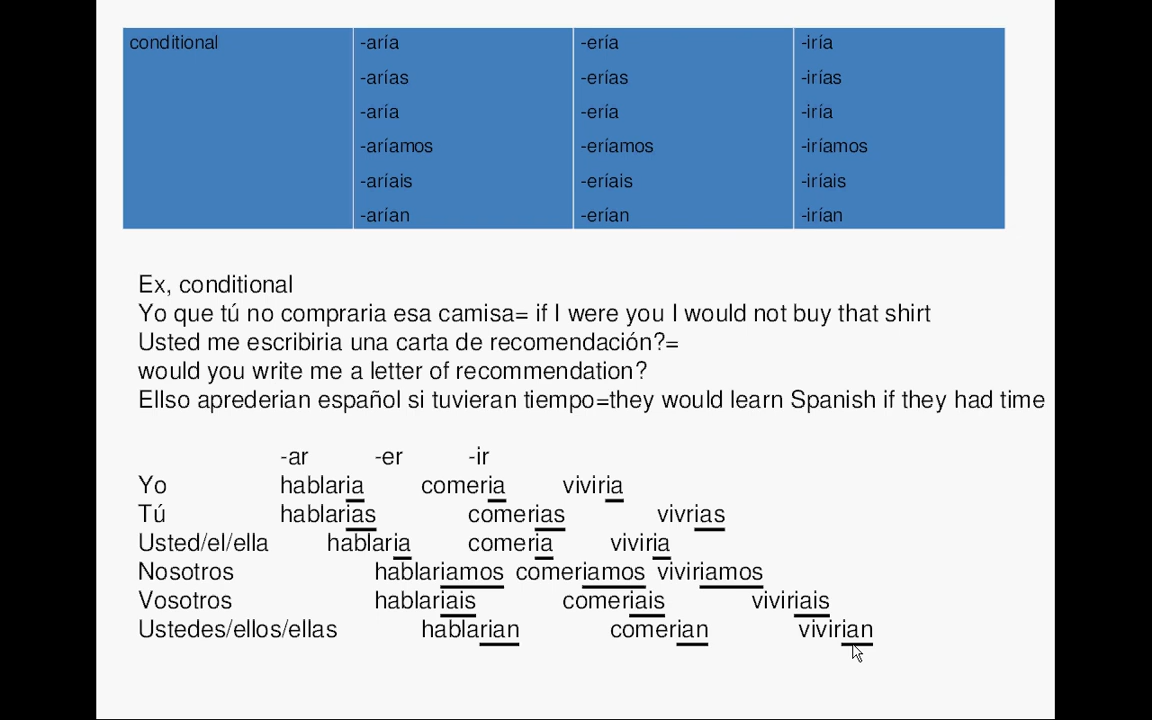 conditional -aría -ería -iría
-arías -erías -irías
-aría -ería -iría
-aríamos -eríamos -iríamos
-aríais -eríais -iríais
-arían -erían -irían
Ex, conditional
Yo que tú no compraria esa camisa= if I were you I would not buy that shirt
Usted me escribiria una carta de recomendación?=
would you write me a letter of recommendation?
Ellso aprederian español si tuvieran tiempo=they would learn Spanish if they had time
-ar -er -ir
Yo hablaria comeria viviria
Tú hablarias comerias vivrias
Usted/el/ella hablaria comeria viviria
Nosotros hablariamos comeriamos viviriamos
Vosotros hablariais comeriais viviriais
Ustedes/ellos/ellas hablarian comerian vivirian